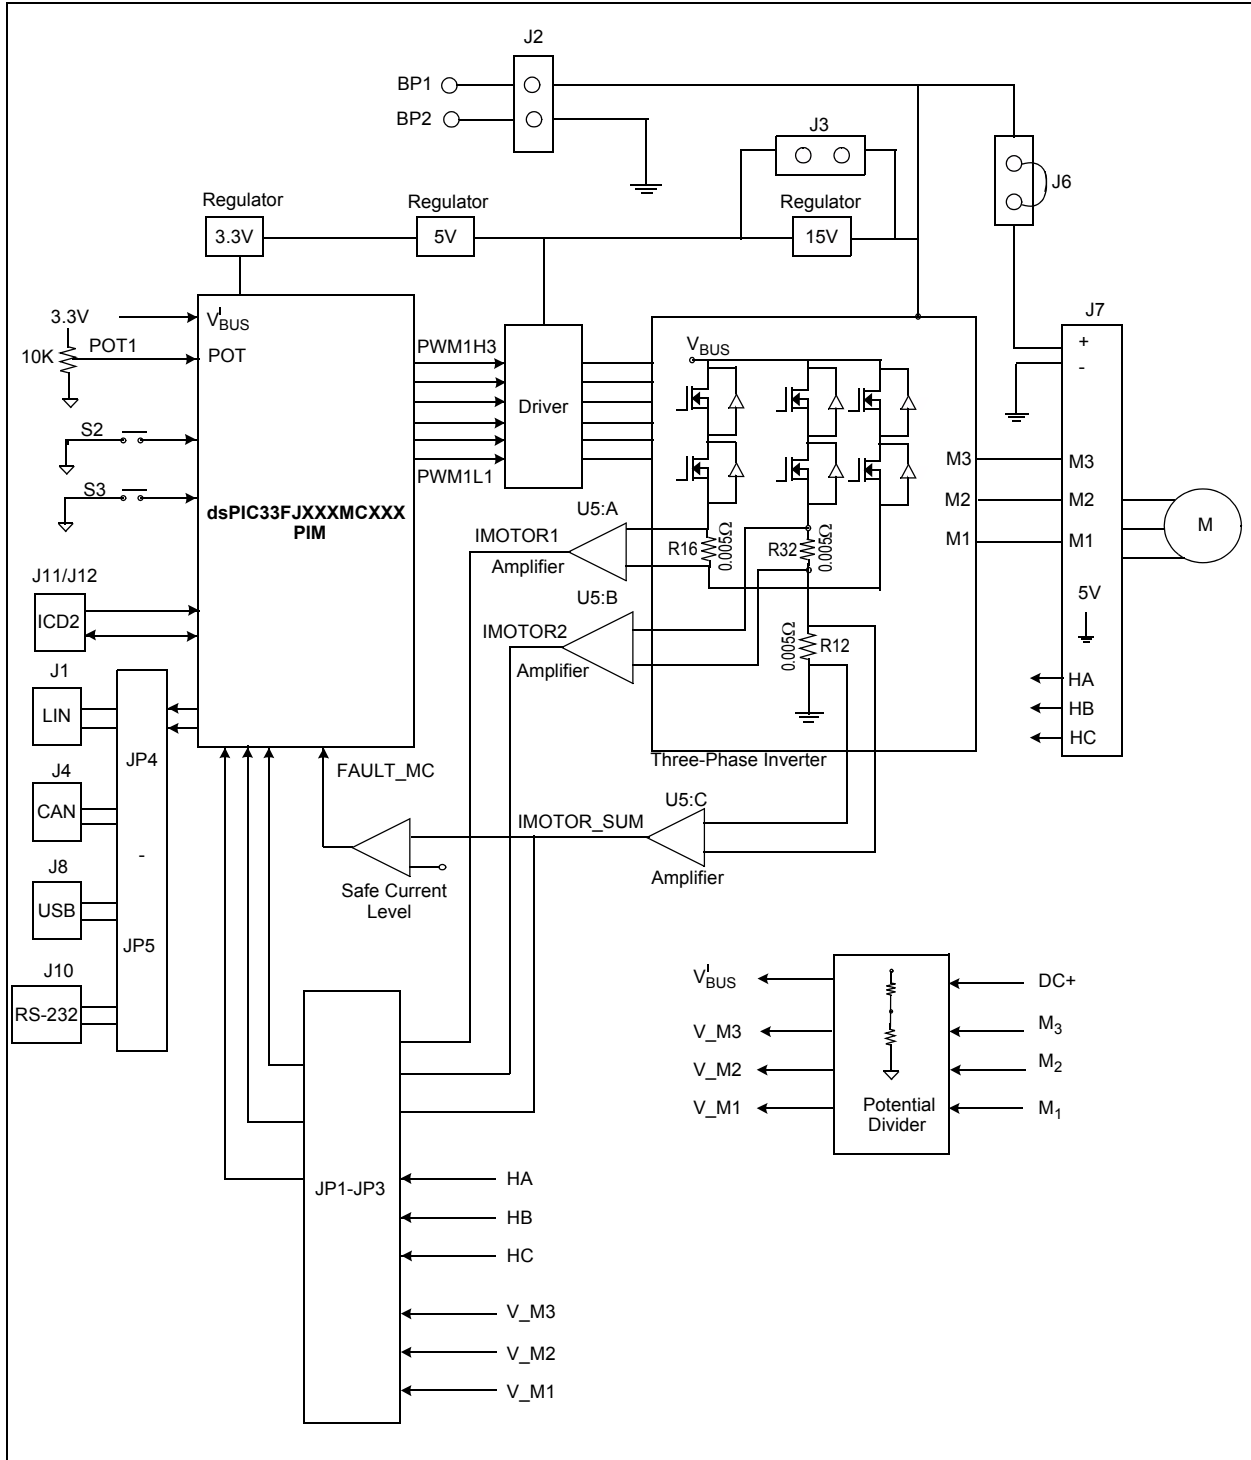 J2
BP1
BP2
J3
J6
Regulator
Regulator
Regulator
3.3V
5V
15V
J7
3.3V
V'BUS
10K
POT1
POT
PWM1H3
VBUS
+
-
Driver
S2
M3
M3
PWM1L1
S3
M2
M2
dsPIC33FJXXXMCXXX
PIM
U5:A
M
IMOTOR1
R16
0.005Ω
R32
0.005Ω
M1
M1
Amplifier
J11/J12
5V
U5:B
ICD2
IMOTOR2
0.005Ω
R12
Amplifier
J1
HA
LIN
HB
HC
JP4
Three-Phase Inverter
J4
FAULT_MC
CAN
U5:C
IMOTOR_SUM
-
J8
Amplifier
Safe Current
Level
USB
JP5
J10
V'BUS
DC+
RS-232
V_M3
M3
V_M2
M2
V_M1
Potential
Divider
M1
JP1-JP3
HA
HB
HC
V_M3
V_M2
V_M1